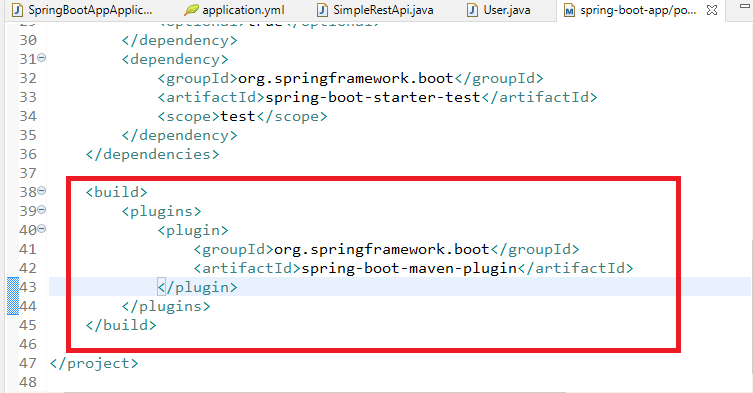 SpringBootAppApplic...
application.yml
SimpleRestApi.java
User.java
spring-boot-app/po...
29 <optional>true</optional>
30 </dependency>
31 <dependency>
32 <groupId>org.springframework.boot</groupId>
33 <artifactId>spring-boot-starter-test</artifactId>
34 <scope>test</scope>
35 </dependency>
36 </dependencies>
37
38 <build>
39 <plugins>
40 <plugin>
41 <groupId>org.springframework.boot</groupId>
42 <artifactId>spring-boot-maven-plugin</artifactId>
43 </plugin>
44 </plugins>
45 </build>
46
47 </project>
48